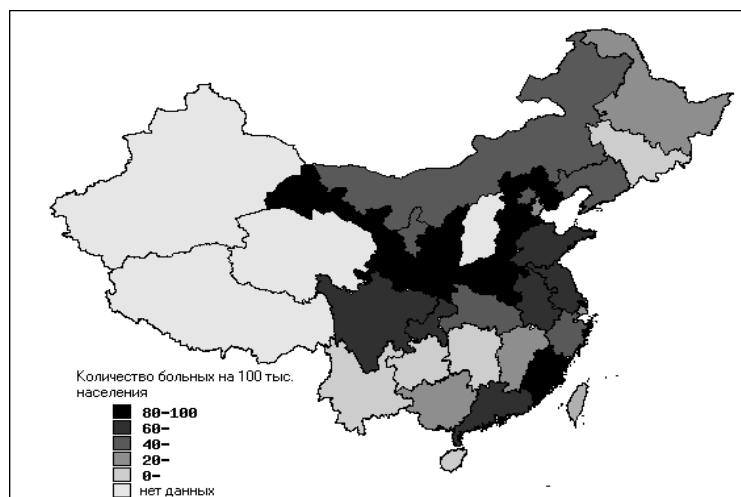 Количество больных на 100 тыс.
населения
80-100
60-
40-
20-
0-
нет данных